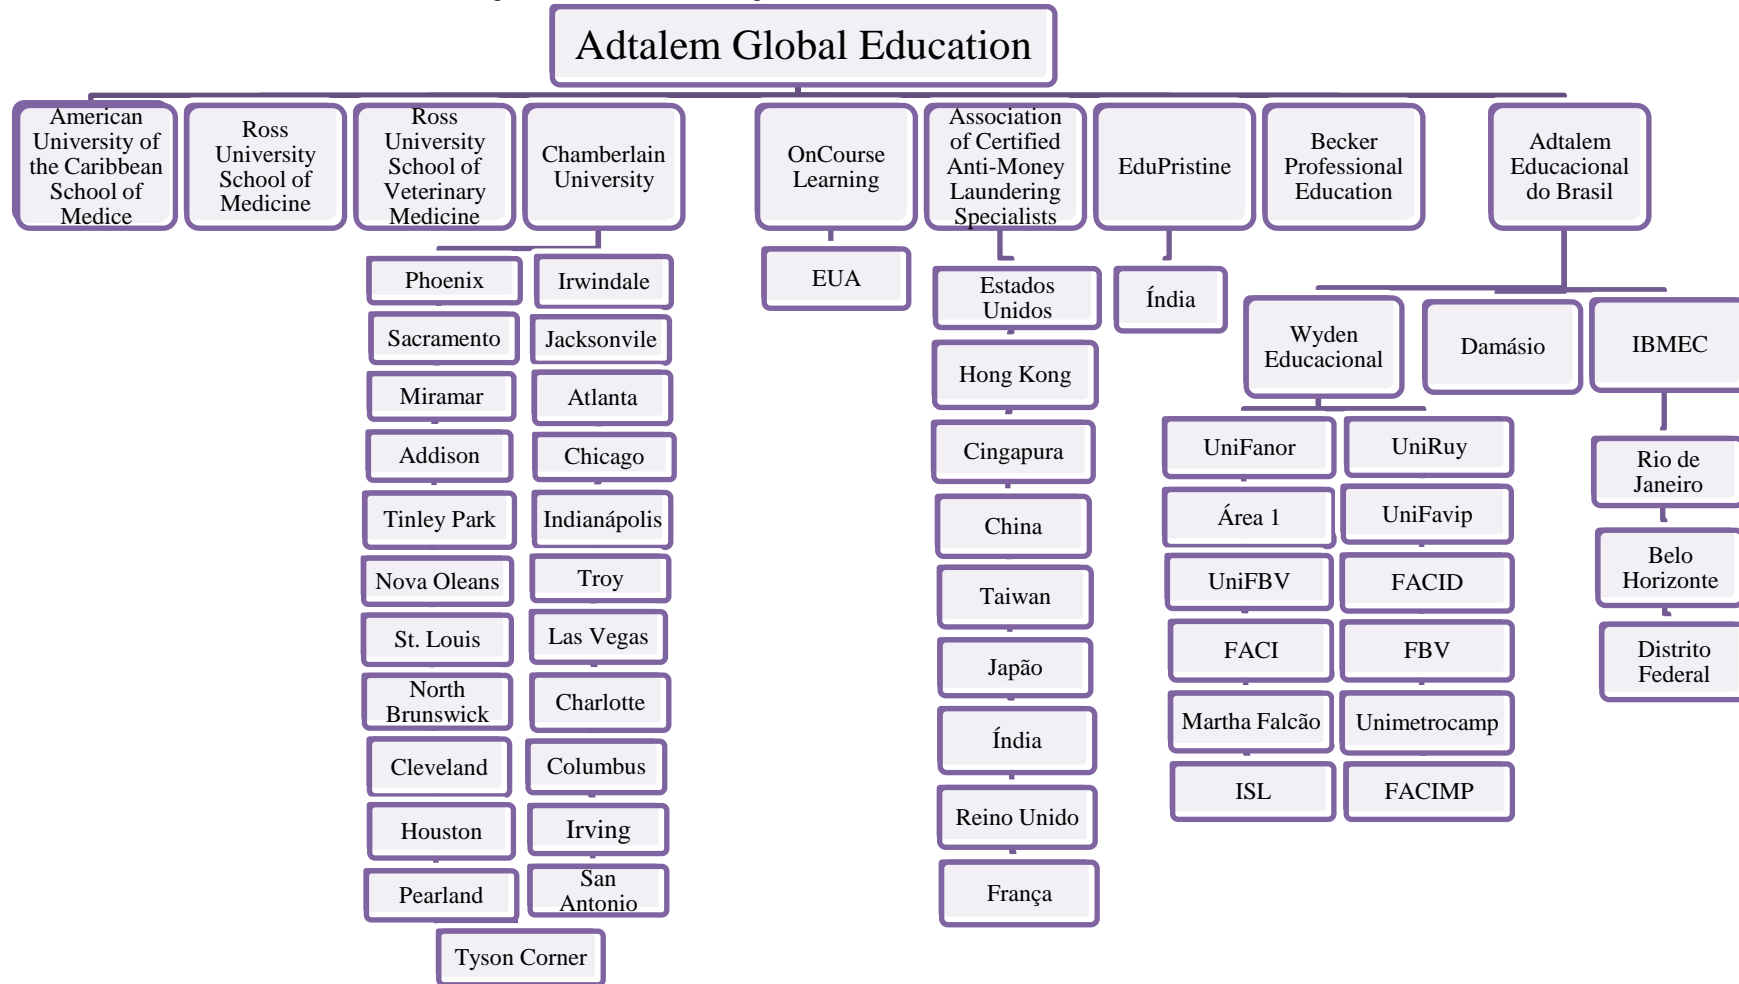 Adtalem Global Education
American
University of
the Caribbean
School of
Medice
Ross
University
School of
Medicine
Ross
University
School of
Veterinary
Medicine
Chamberlain
University
OnCourse
Learning
Association
of Certified
Anti-Money
Laundering
Specialists
EduPristine
Becker
Professional
Education
Adtalem
Educacional
do Brasil
Phoenix
Sacramento
Miramar
Addison
Tinley Park
Nova Oleans
St. Louis
North
Brunswick
Cleveland
Houston
Pearland
Tyson Corner
Irwindale
Jacksonvile
Atlanta
Chicago
Indianápolis
Troy
Las Vegas
Charlotte
Columbus
Irving
San
Antonio
EUA
Estados
Unidos
Hong Kong
Cingapura
China
Taiwan
Japão
Índia
Reino Unido
França
Índia
Wyden
Educacional
UniFanor
Área 1
UniFBV
FACI
Martha Falcão
ISL
UniRuy
UniFavip
FACID
FBV
Unimetrocamp
FACIMP
Damásio
IBMEC
Rio de
Janeiro
Belo
Horizonte
Distrito
Federal